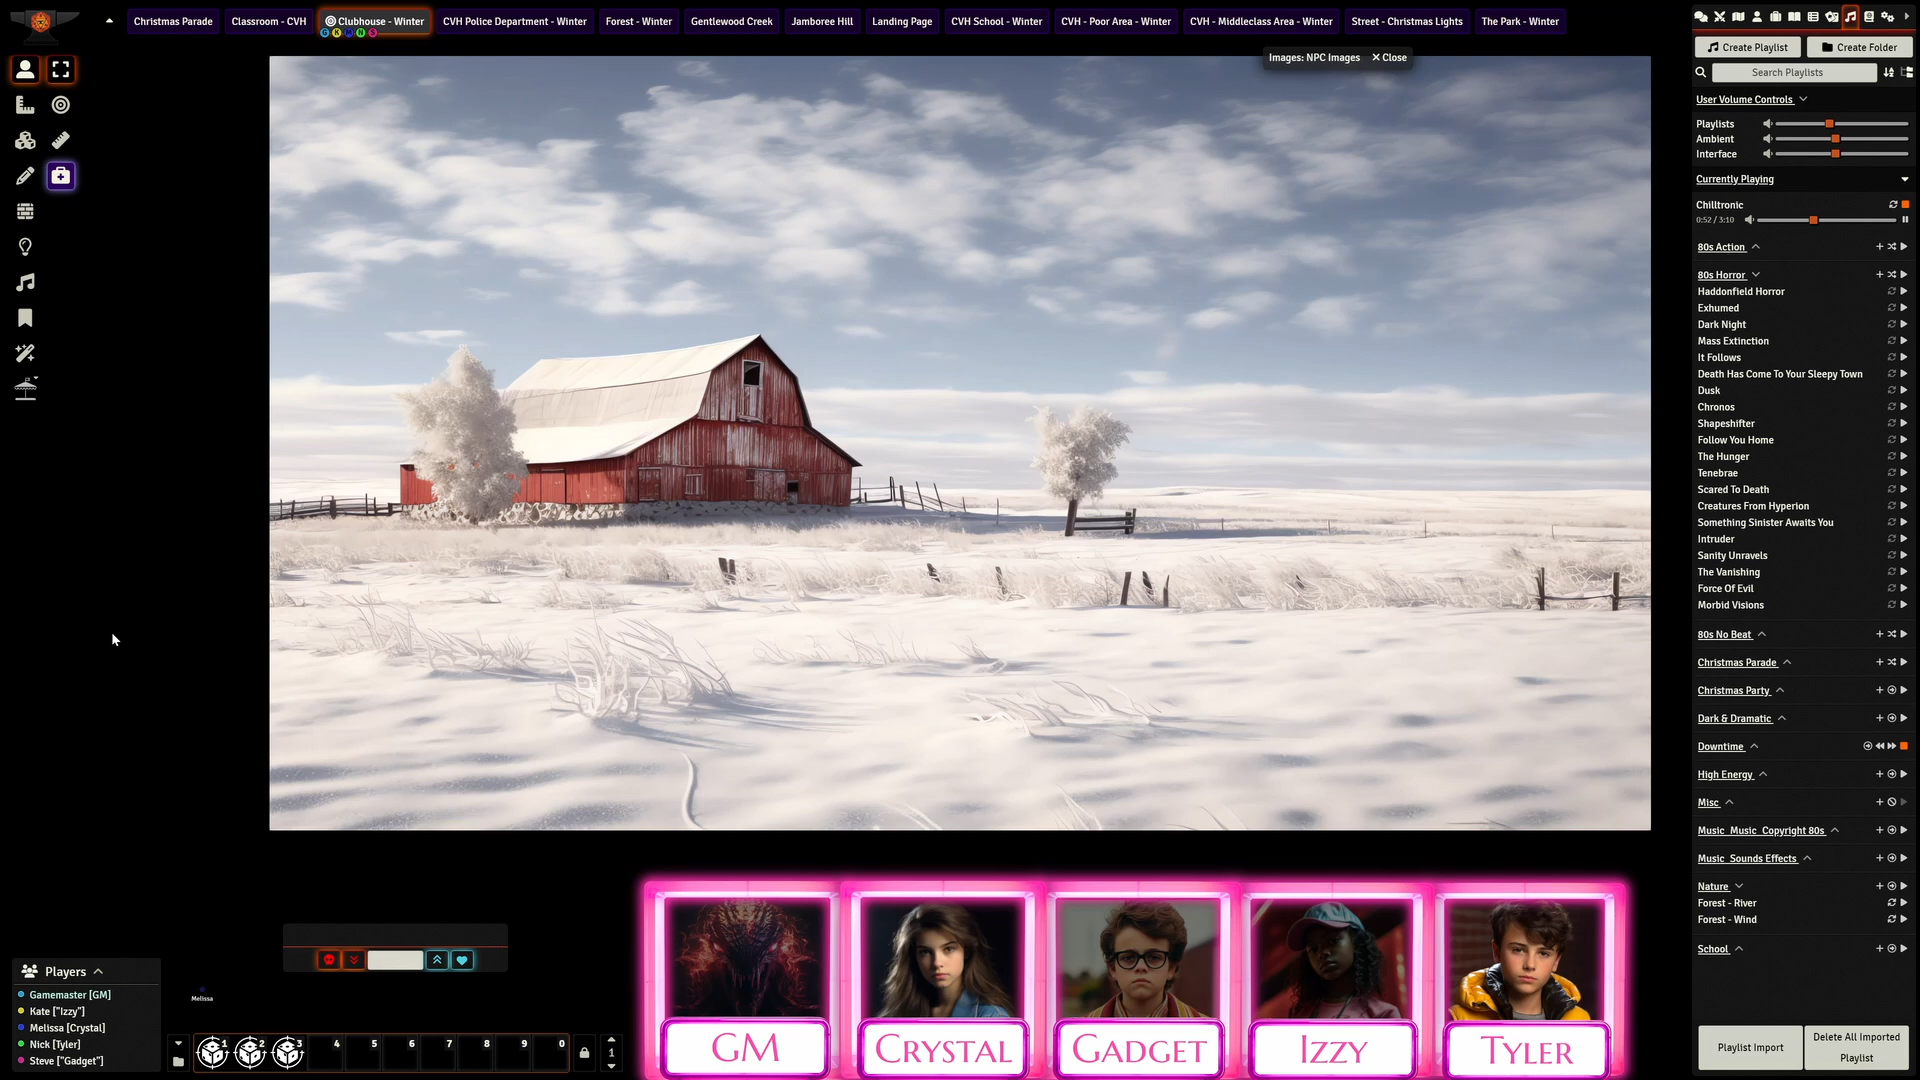 Christmas Parade
Classroom - CVH
Clubhouse - Winter
G K M N S
CVH Police Department - Winter
Forest - Winter
Gentlewood Creek
Jamboree Hill
Landing Page
CVH School - Winter
CVH - Poor Area - Winter
CVH - Middleclass Area - Winter
Street - Christmas Lights
The Park - Winter
Images: NPC Images
Close
Create Playlist
Create Folder
Search Playlists
User Volume Controls
Playlists
Ambient
Interface
Currently Playing
Chilltronic
0:52 / 3:10
80s Action
80s Horror
Haddonfield Horror
Exhumed
Dark Night
Mass Extinction
It Follows
Death Has Come To Your Sleepy Town
Dusk
Chronos
Shapeshifter
Follow You Home
The Hunger
Tenebrae
Scared To Death
Creatures From Hyperion
Something Sinister Awaits You
Intruder
Sanity Unravels
The Vanishing
Force Of Evil
Morbid Visions
80s No Beat
Christmas Parade
Christmas Party
Dark & Dramatic
Downtime
High Energy
Misc
Music_Music_Copyright 80s
Music_Sounds Effects
Nature
Forest - River
Forest - Wind
School
Playlist Import
Delete All Imported
Playlist
Players
Gamemaster [GM]
Kate ["Izzy"]
Melissa [Crystal]
Nick [Tyler]
Steve ["Gadget"]
Melissa
1 2 3 4 5 6 7 8 9 0
1
GM
Crystal
Gadget
Izzy
Tyler